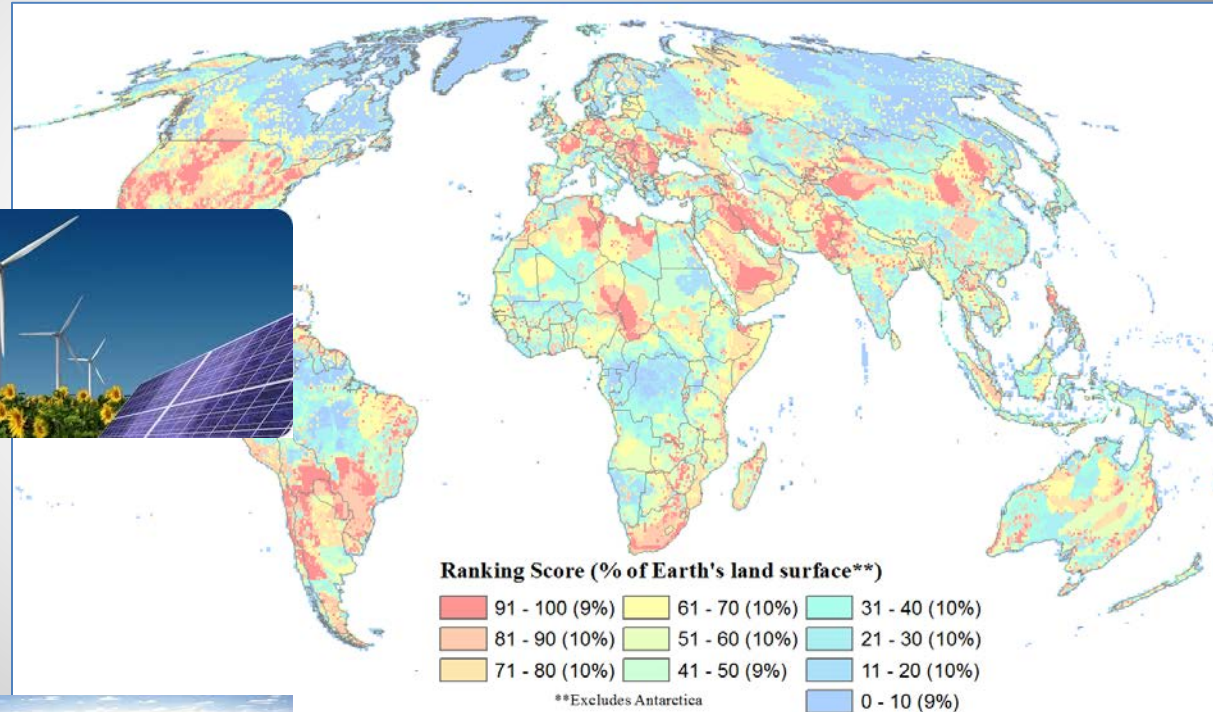 Ranking Score (% of Earth's land surface**)
91 - 100 (9%) 61 - 70 (10%) 31 - 40 (10%)
81 - 90 (10%) 51 - 60 (10%) 21 - 30 (10%)
71 - 80 (10%) 41 - 50 (9%) 11 - 20 (10%)
**Excludes Antarctica 0 - 10 (9%)